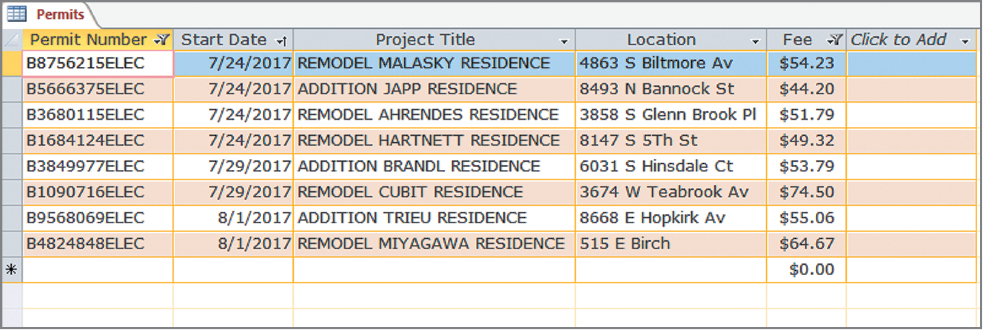 Permits
Permit Number Start Date Project Title Location Fee Click to Add
B8756215ELEC 7/24/2017 REMODEL MALASKY RESIDENCE 4863 S Biltmore Av $54.23
B5666375ELEC 7/24/2017 ADDITION JAPP RESIDENCE 8493 N Bannock St $44.20
B3680115ELEC 7/24/2017 REMODEL AHRENDES RESIDENCE 3858 S Glenn Brook Pl $51.79
B1684124ELEC 7/24/2017 REMODEL HARTNETT RESIDENCE 8147 S 5Th St $49.32
B3849977ELEC 7/29/2017 ADDITION BRANDL RESIDENCE 6031 S Hinsdale Ct $53.79
B1090716ELEC 7/29/2017 REMODEL CUBIT RESIDENCE 3674 W Teabrook Av $74.50
B9568069ELEC 8/1/2017 ADDITION TRIEU RESIDENCE 8668 E Hopkirk Av $55.06
B4824848ELEC 8/1/2017 REMODEL MIYAGAWA RESIDENCE 515 E Birch $64.67
* $0.00